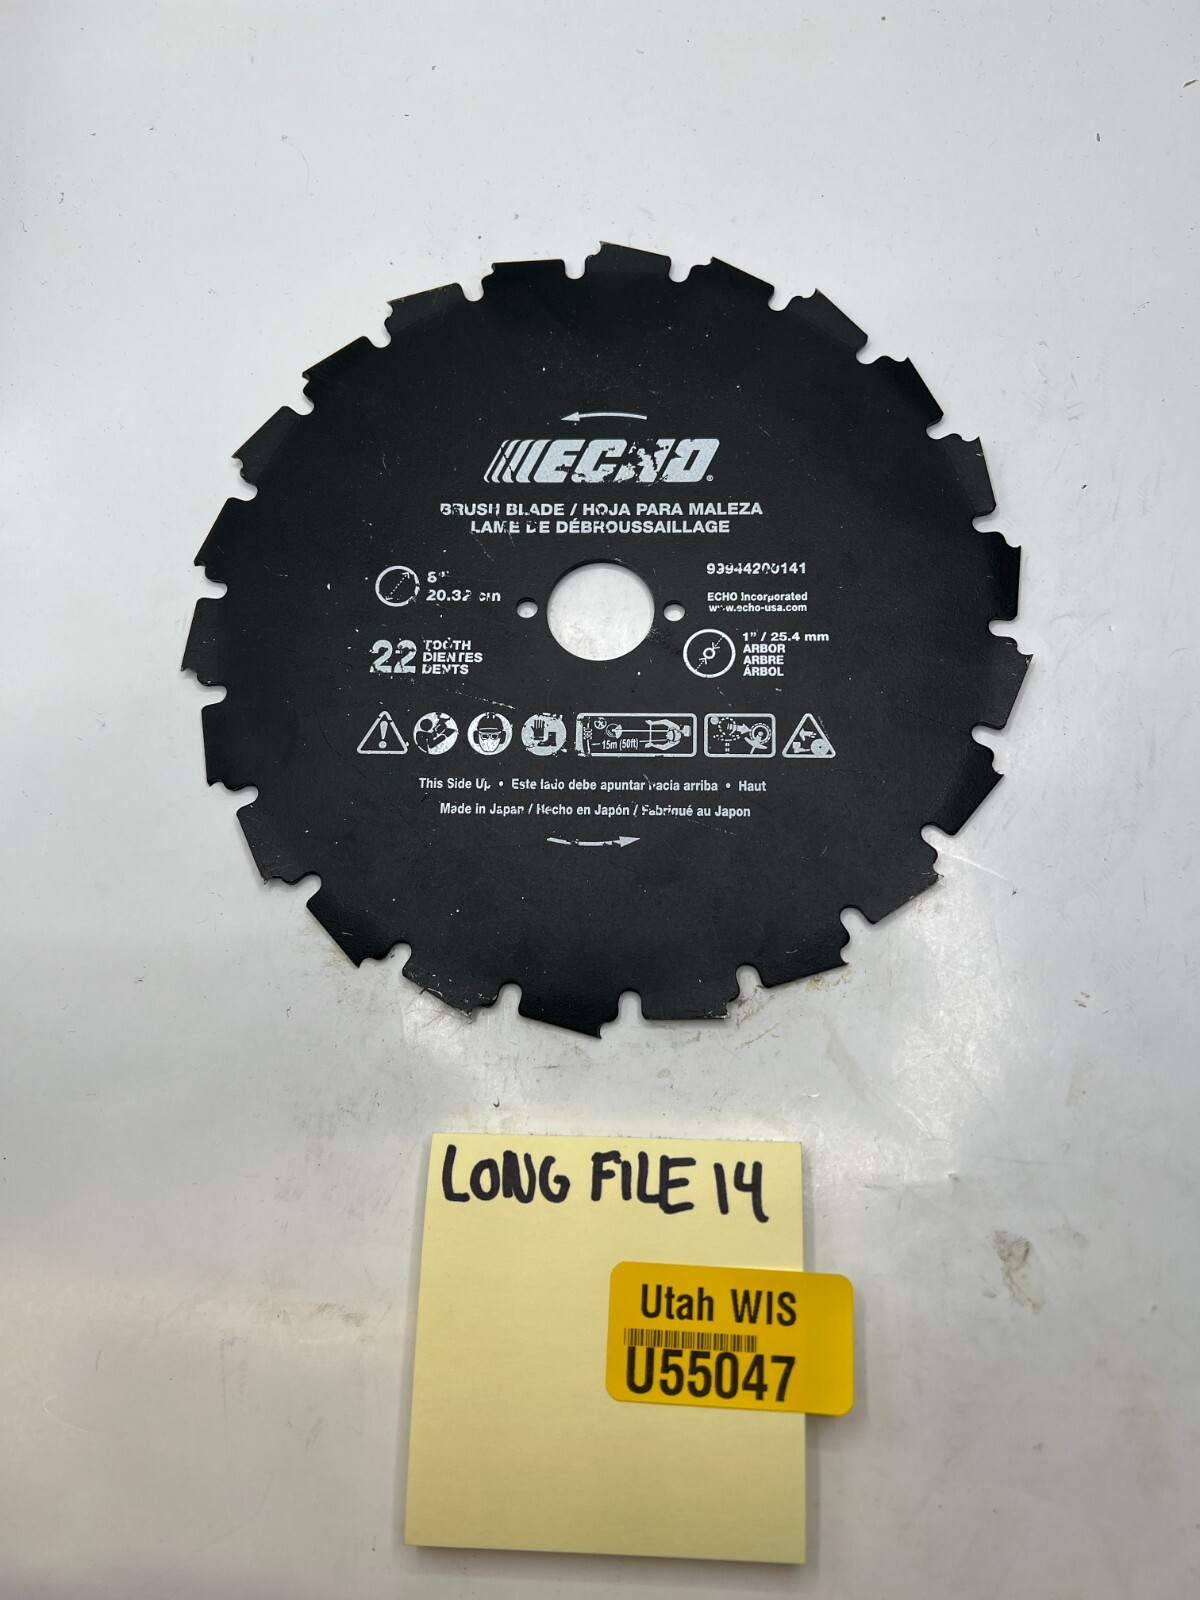 ECHO®
BRUSH BLADE / HOJA PARA MALEZA
LAME DE DÉBROUSSAILLAGE
8"
20.32 cm
99944200141
ECHO Incorporated
www.echo-usa.com
22 TOOTH
DIENTES
DENTS
1" / 25.4 mm
ARBOR
ARBRE
ÁRBOL
15m (50ft)
This Side Up • Este lado debe apuntar hacia arriba • Haut
Made in Japan / Hecho en Japón / Fabriqué au Japon
LONG FILE 14
Utah WIS
U55047